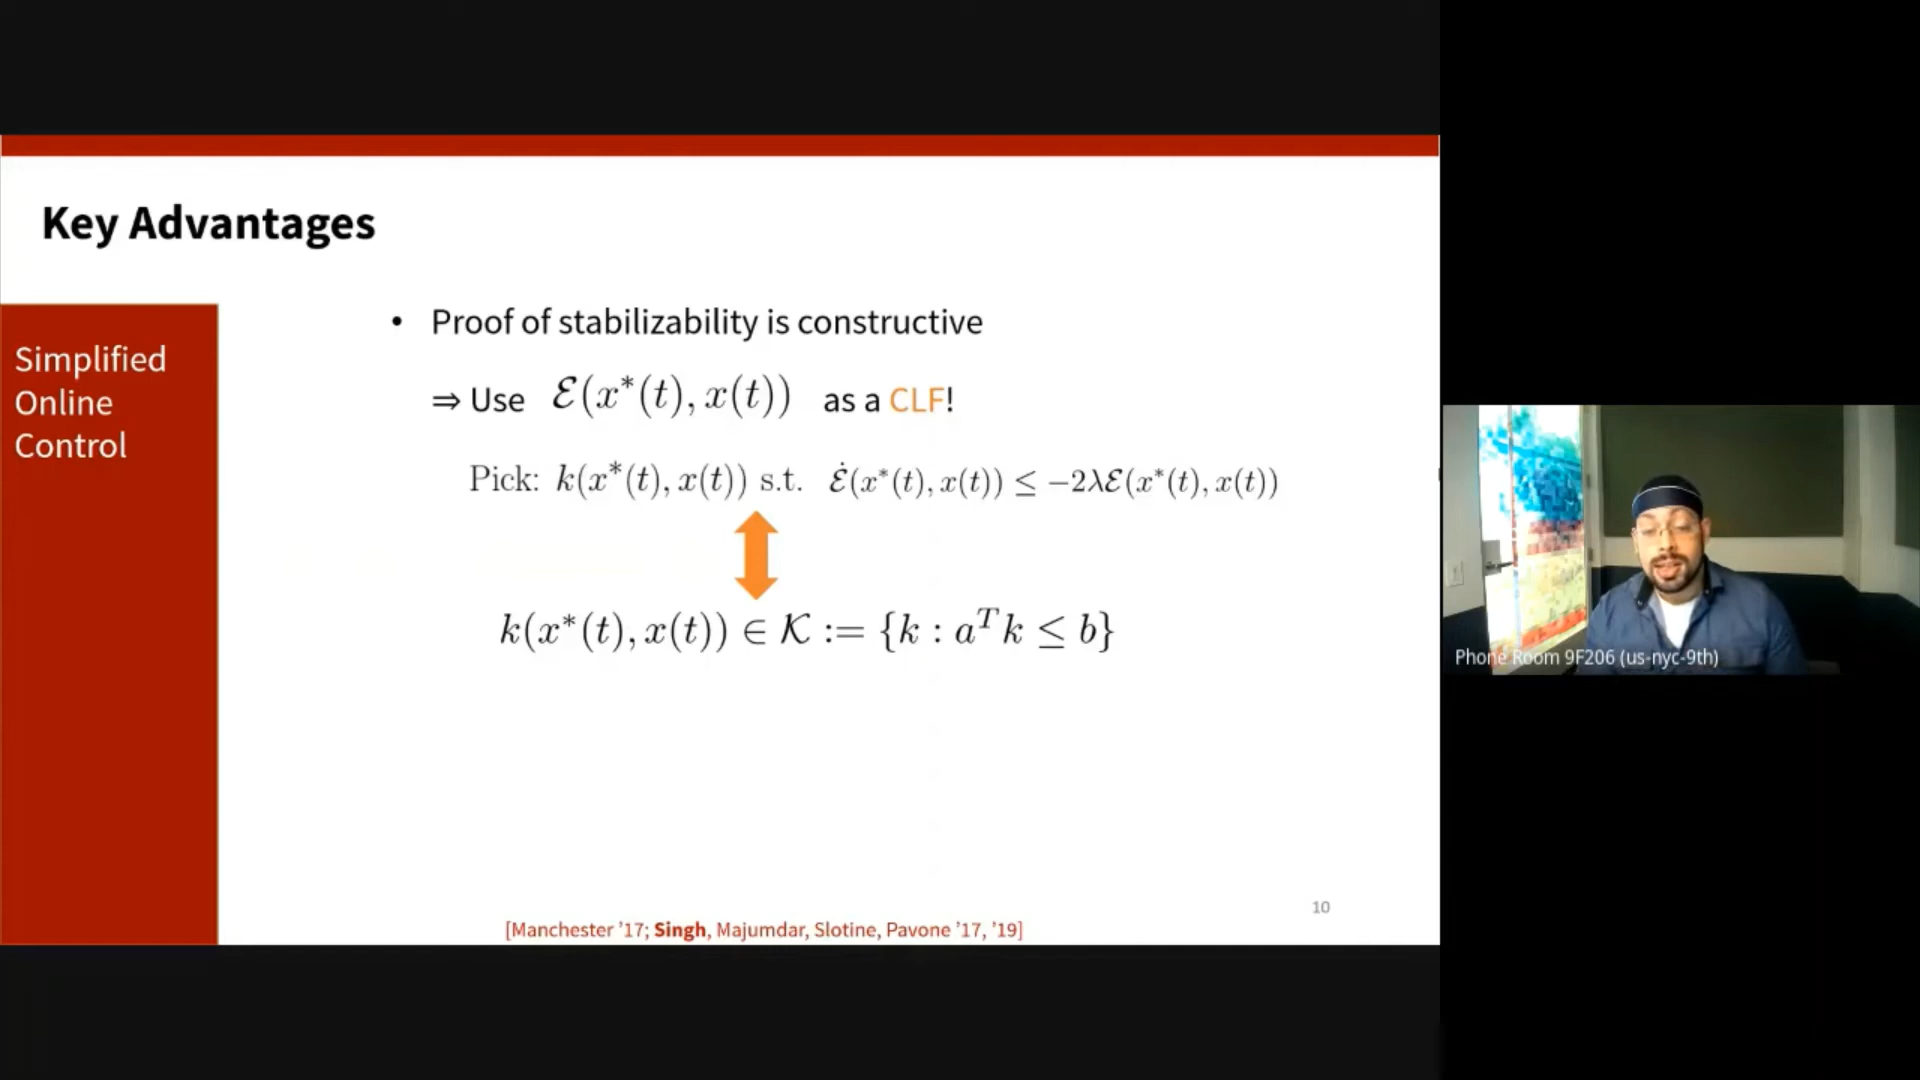 Key Advantages
Simplified
Online
Control
• Proof of stabilizability is constructive
⇒ Use ℰ(x*(t), x(t)) as a CLF!
Pick: k(x*(t), x(t)) s.t. ℰ̇(x*(t), x(t)) ≤ −2λℰ(x*(t), x(t))
k(x*(t), x(t)) ∈ 𝒦 := {k : aᵀk ≤ b}
10
[Manchester ’17; Singh, Majumdar, Slotine, Pavone ’17, ’19]
Phone Room 9F206 (us-nyc-9th)